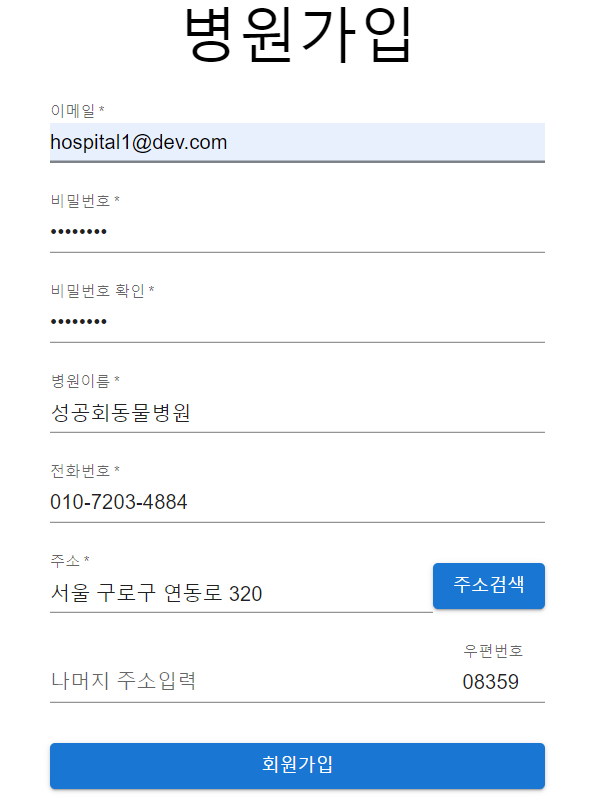 병원가입
이메일 *
hospital1@dev.com
비밀번호 *
••••••••
비밀번호 확인 *
••••••••
병원이름 *
성공회동물병원
전화번호 *
010-7203-4884
주소 *
서울 구로구 연동로 320
주소검색
우편번호
나머지 주소입력
08359
회원가입